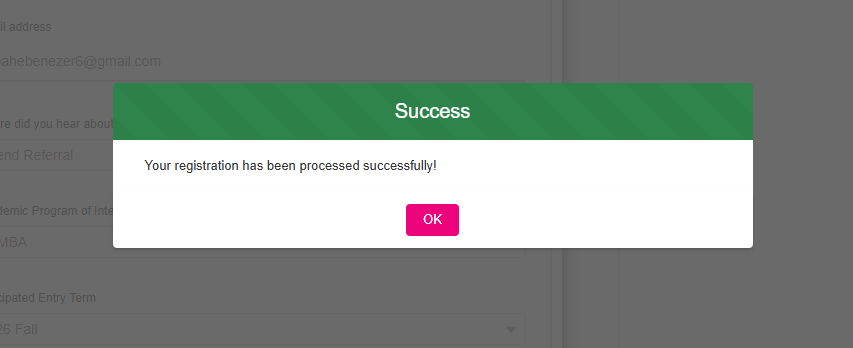 il address
ahebenezer6@gmail.com
Success
re did you hear about
Your registration has been processed successfully!
end Referral
demic Program of Inte
OK
MBA
cipated Entry Term
26 Fall